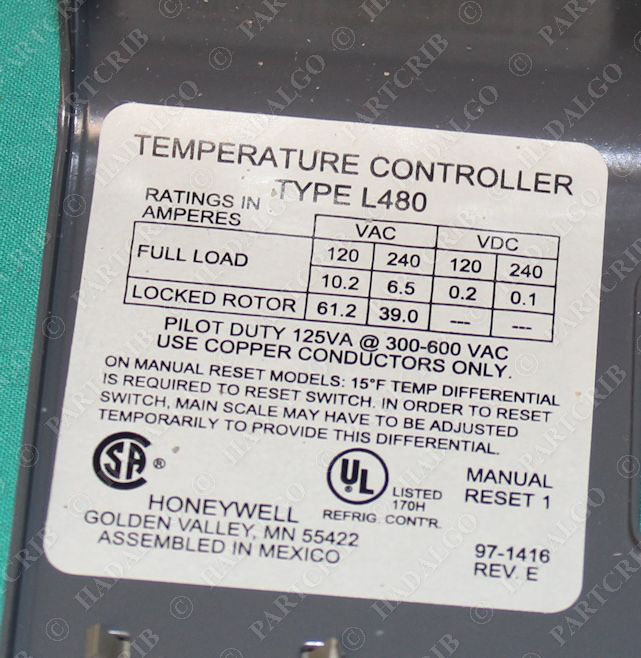 TEMPERATURE CONTROLLER
TYPE L480
RATINGS IN
AMPERES
VAC VDC
FULL LOAD 120 240 120 240
10.2 6.5 0.2 0.1
LOCKED ROTOR 61.2 39.0 --- ---
PILOT DUTY 125VA @ 300-600 VAC
USE COPPER CONDUCTORS ONLY.
ON MANUAL RESET MODELS: 15°F TEMP DIFFERENTIAL
IS REQUIRED TO RESET SWITCH. IN ORDER TO RESET
SWITCH, MAIN SCALE MAY HAVE TO BE ADJUSTED
TEMPORARILY TO PROVIDE THIS DIFFERENTIAL.
SA ®
UL
LISTED
170H
REFRIG. CONT'R.
MANUAL
RESET 1
HONEYWELL
GOLDEN VALLEY, MN 55422
ASSEMBLED IN MEXICO
97-1416
REV. E
© HADALGO © PARTCRIB